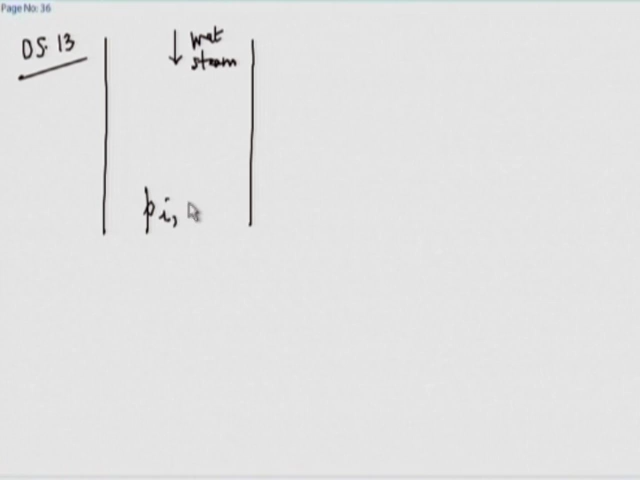 Page No: 36
DS. 13
wet
steam
pi,